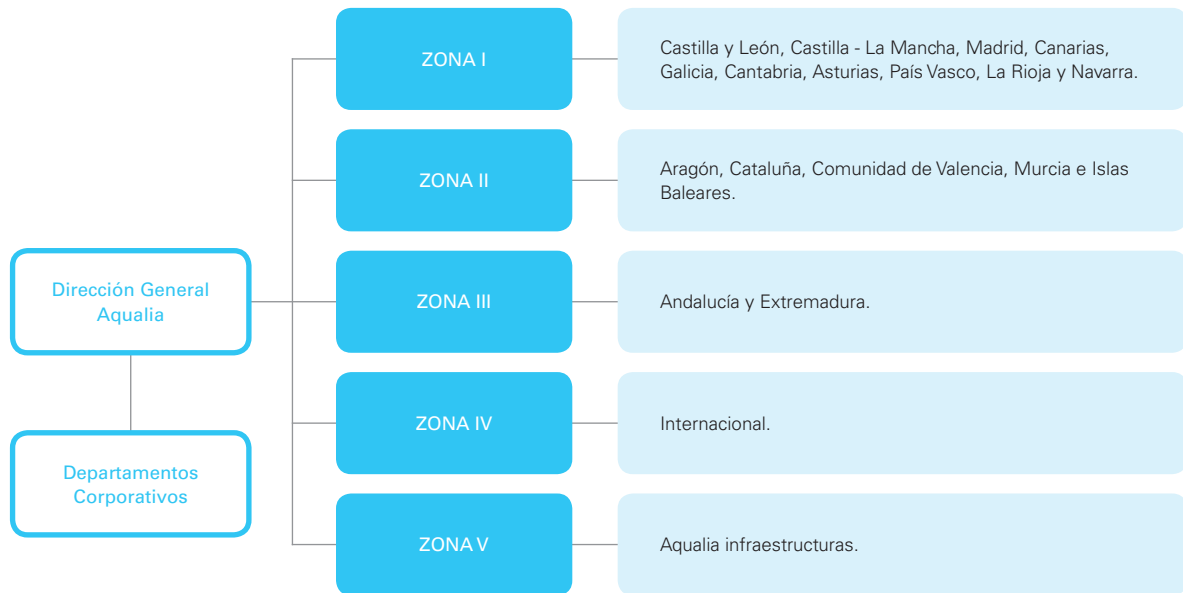 ZONA I
Castilla y León, Castilla - La Mancha, Madrid, Canarias,
Galicia, Cantabria, Asturias, País Vasco, La Rioja y Navarra.
ZONA II
Aragón, Cataluña, Comunidad de Valencia, Murcia e Islas
Baleares.
Dirección General
Aqualia
ZONA III
Andalucía y Extremadura.
ZONA IV
Internacional.
Departamentos
Corporativos
ZONA V
Aqualia infraestructuras.